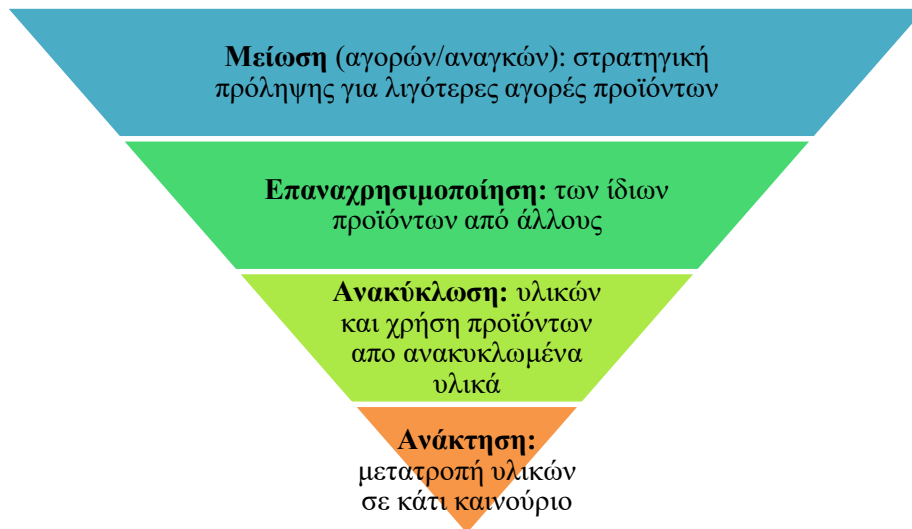 Μείωση (αγορών/αναγκών): στρατηγική
πρόληψης για λιγότερες αγορές προϊόντων
Επαναχρησιμοποίηση: των ίδιων
προϊόντων από άλλους
Ανακύκλωση: υλικών
και χρήση προϊόντων
απο ανακυκλωμένα
υλικά
Ανάκτηση:
μετατροπή υλικών
σε κάτι καινούριο